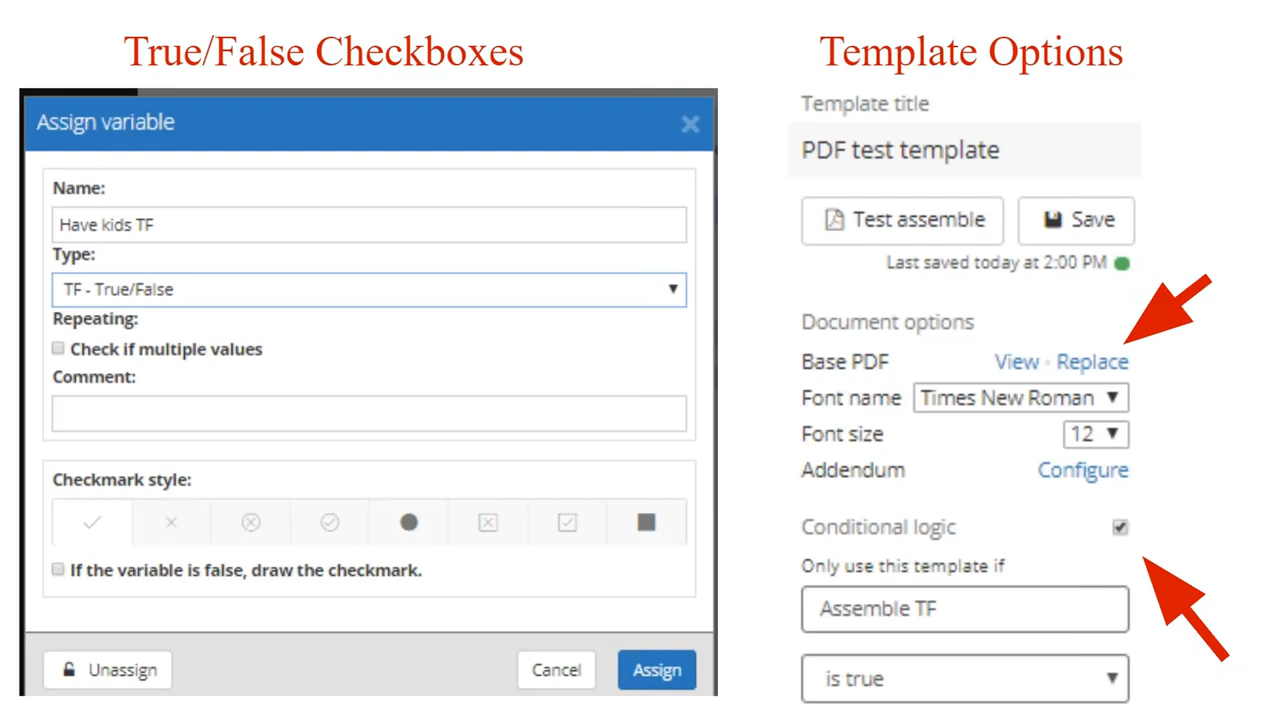 True/False Checkboxes
Assign variable
Name:
Have kids TF
Type:
TF - True/False
Repeating:
Check if multiple values
Comment:
Checkmark style:
If the variable is false, draw the checkmark.
Unassign
Cancel
Assign
Template Options
Template title
PDF test template
Test assemble
Save
Last saved today at 2:00 PM
Document options
Base PDF View - Replace
Font name Times New Roman
Font size 12
Addendum Configure
Conditional logic
Only use this template if
Assemble TF
is true